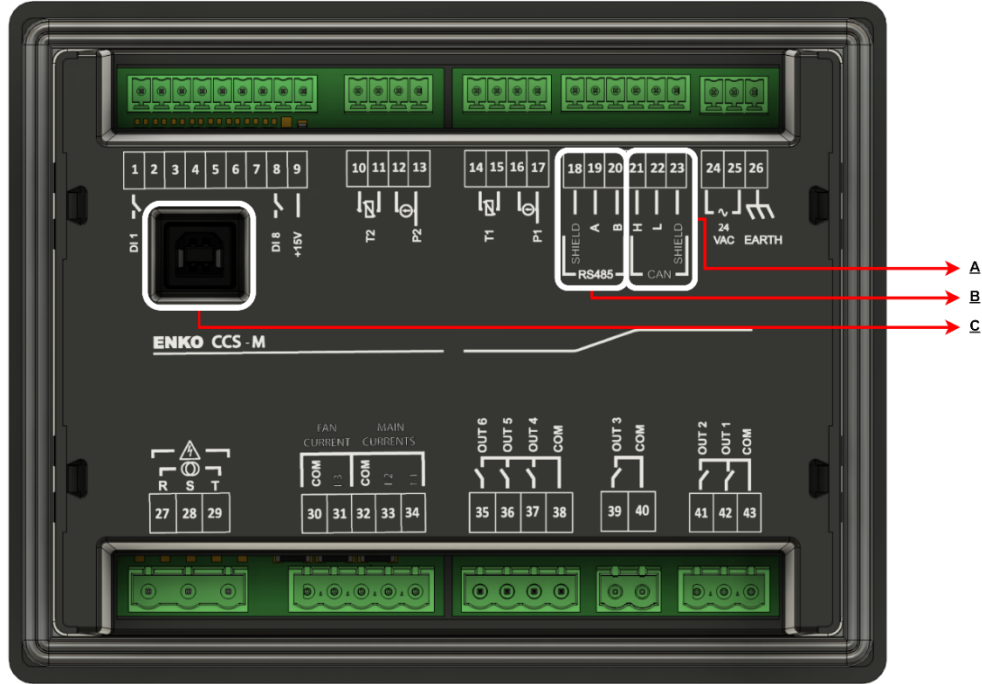 1 2 3 4 5 6 7 8 9
10 11 12 13
14 15 16 17
18 19 20 21 22 23
24 25 26
DI 1
DI 8
+15V
T2
P2
T1
P1
SHIELD
A
B
H
L
SHIELD
RS485
CAN
24
VAC
EARTH
A
B
C
ENKO CCS-M
R S T
27 28 29
FAN
CURRENT
MAIN
CURRENTS
COM
I3
COM
I2
I1
30 31 32 33 34
OUT 6
OUT 5
OUT 4
COM
35 36 37 38
OUT 3
COM
39 40
OUT 2
OUT 1
COM
41 42 43